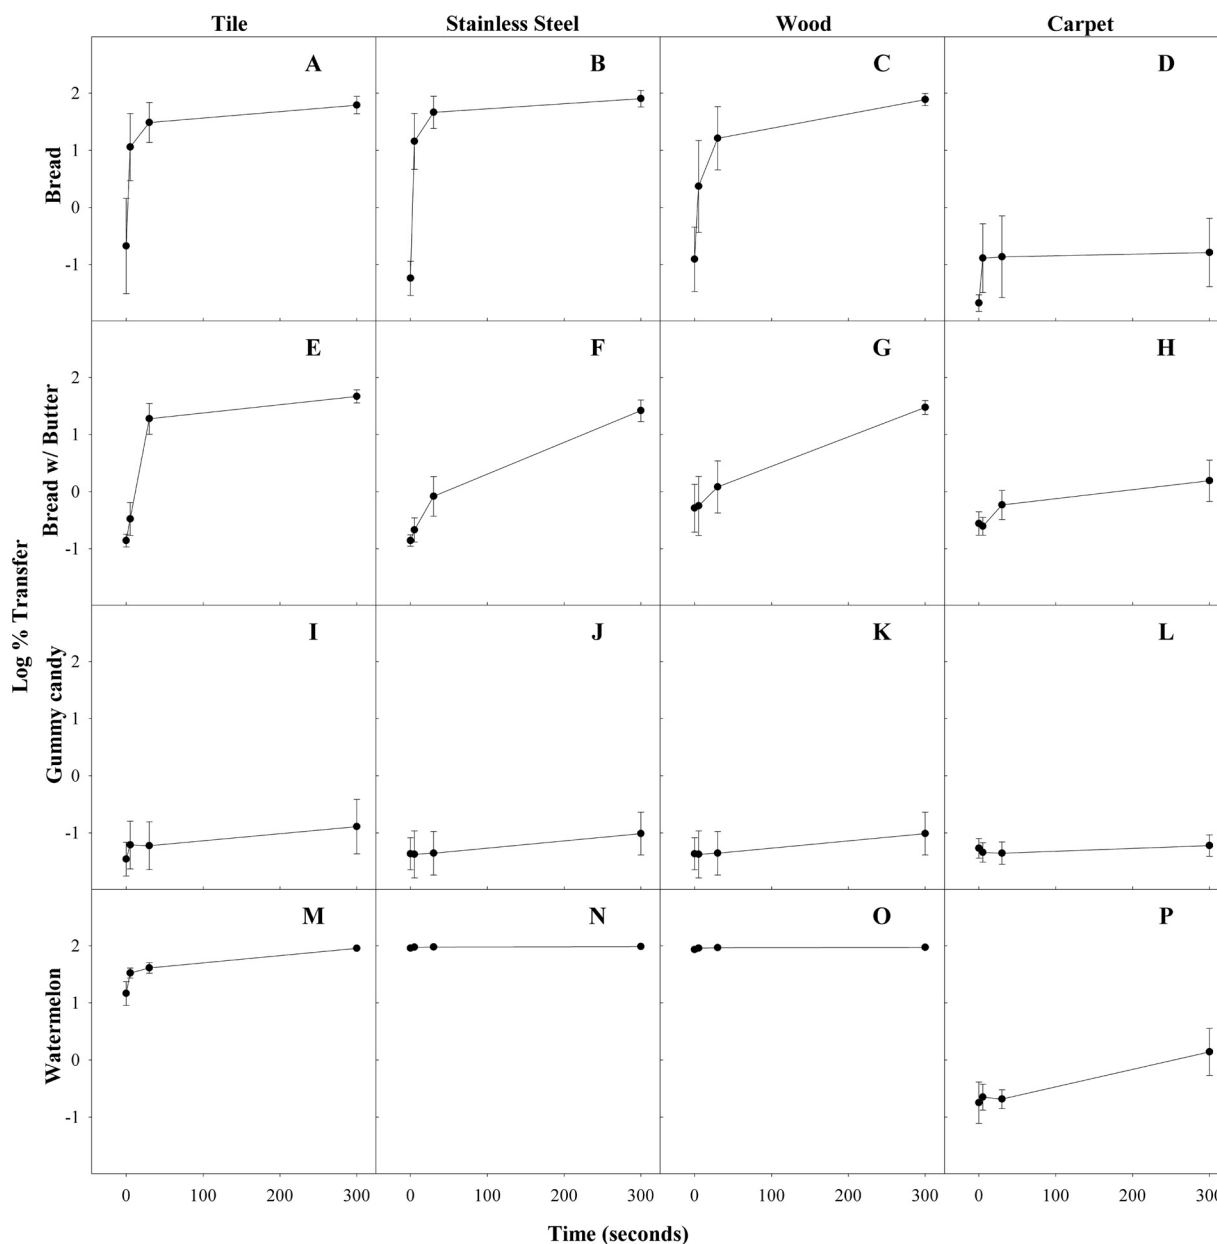 Tile Stainless Steel Wood Carpet
A B C D
2
1
0
-1
Bread
E F G H
2
1
0
-1
Bread w/ Butter
Log % Transfer
I J K L
2
1
0
-1
Gummy candy
M N O P
2
1
0
-1
Watermelon
0 100 200 300 0 100 200 300 0 100 200 300 0 100 200 300
Time (seconds)